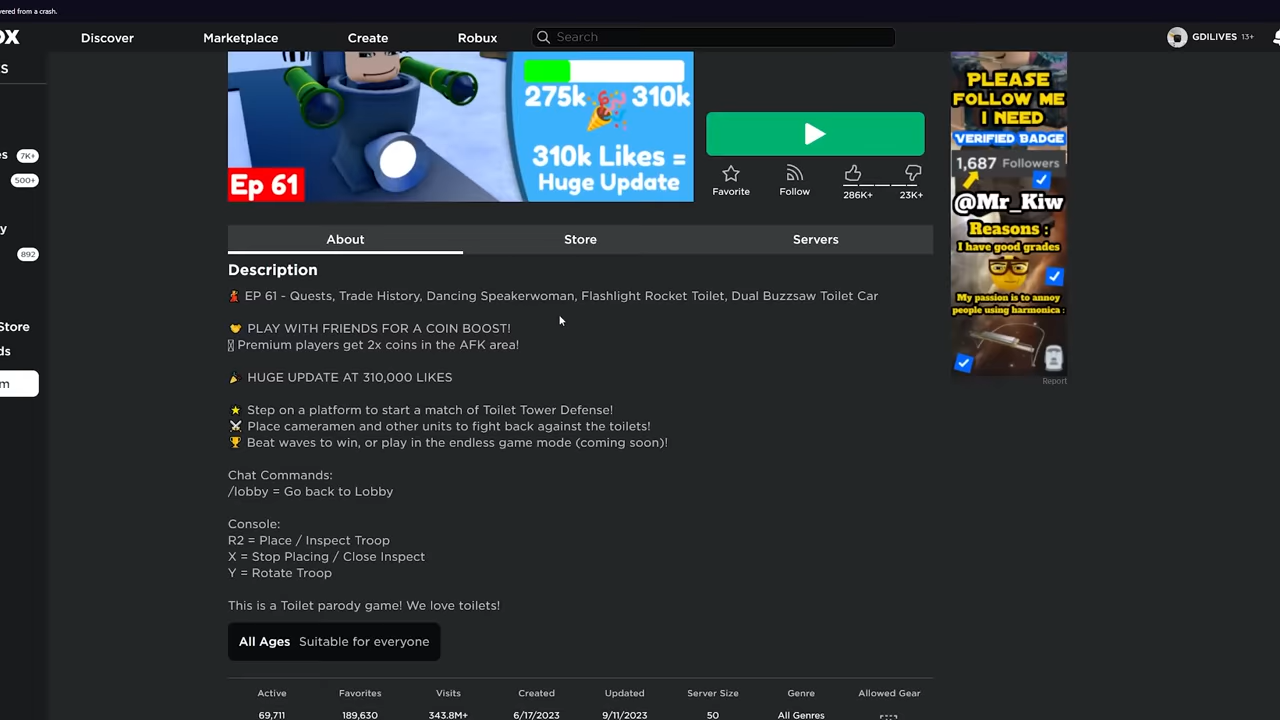 vered from a crash.
OX
Discover
Marketplace
Create
Robux
Search
GDILIVES 13+
S
s 7K+
500+
y
892
Store
ds
m
275k 310k
310k Likes =
Huge Update
Ep 61
Favorite
Follow
286K+
23K+
PLEASE
FOLLOW ME
I NEED
VERIFIED BADGE
1,687 Followers
@Mr_Kiw
Reasons :
I have good grades
My passion is to annoy
people using harmonica :
Report
About
Store
Servers
Description
EP 61 - Quests, Trade History, Dancing Speakerwoman, Flashlight Rocket Toilet, Dual Buzzsaw Toilet Car
PLAY WITH FRIENDS FOR A COIN BOOST!
Premium players get 2x coins in the AFK area!
HUGE UPDATE AT 310,000 LIKES
Step on a platform to start a match of Toilet Tower Defense!
Place cameramen and other units to fight back against the toilets!
Beat waves to win, or play in the endless game mode (coming soon)!
Chat Commands:
/lobby = Go back to Lobby
Console:
R2 = Place / Inspect Troop
X = Stop Placing / Close Inspect
Y = Rotate Troop
This is a Toilet parody game! We love toilets!
All Ages Suitable for everyone
Active Favorites Visits Created Updated Server Size Genre Allowed Gear
69,711 189,630 343.8M+ 6/17/2023 9/11/2023 50 All Genres